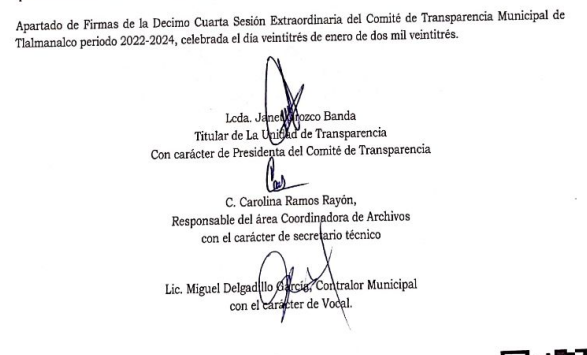 Apartado de Firmas de la Decimo Cuarta Sesión Extraordinaria del Comité de Transparencia Municipal de
Tlalmanalco periodo 2022-2024, celebrada el día veintitrés de enero de dos mil veintitrés.
Lcda. Janet Orozco Banda
Titular de La Unidad de Transparencia
Con carácter de Presidenta del Comité de Transparencia
C. Carolina Ramos Rayón,
Responsable del área Coordinadora de Archivos
con el carácter de secretario técnico
Lic. Miguel Delgadillo García, Contralor Municipal
con el carácter de Vocal.